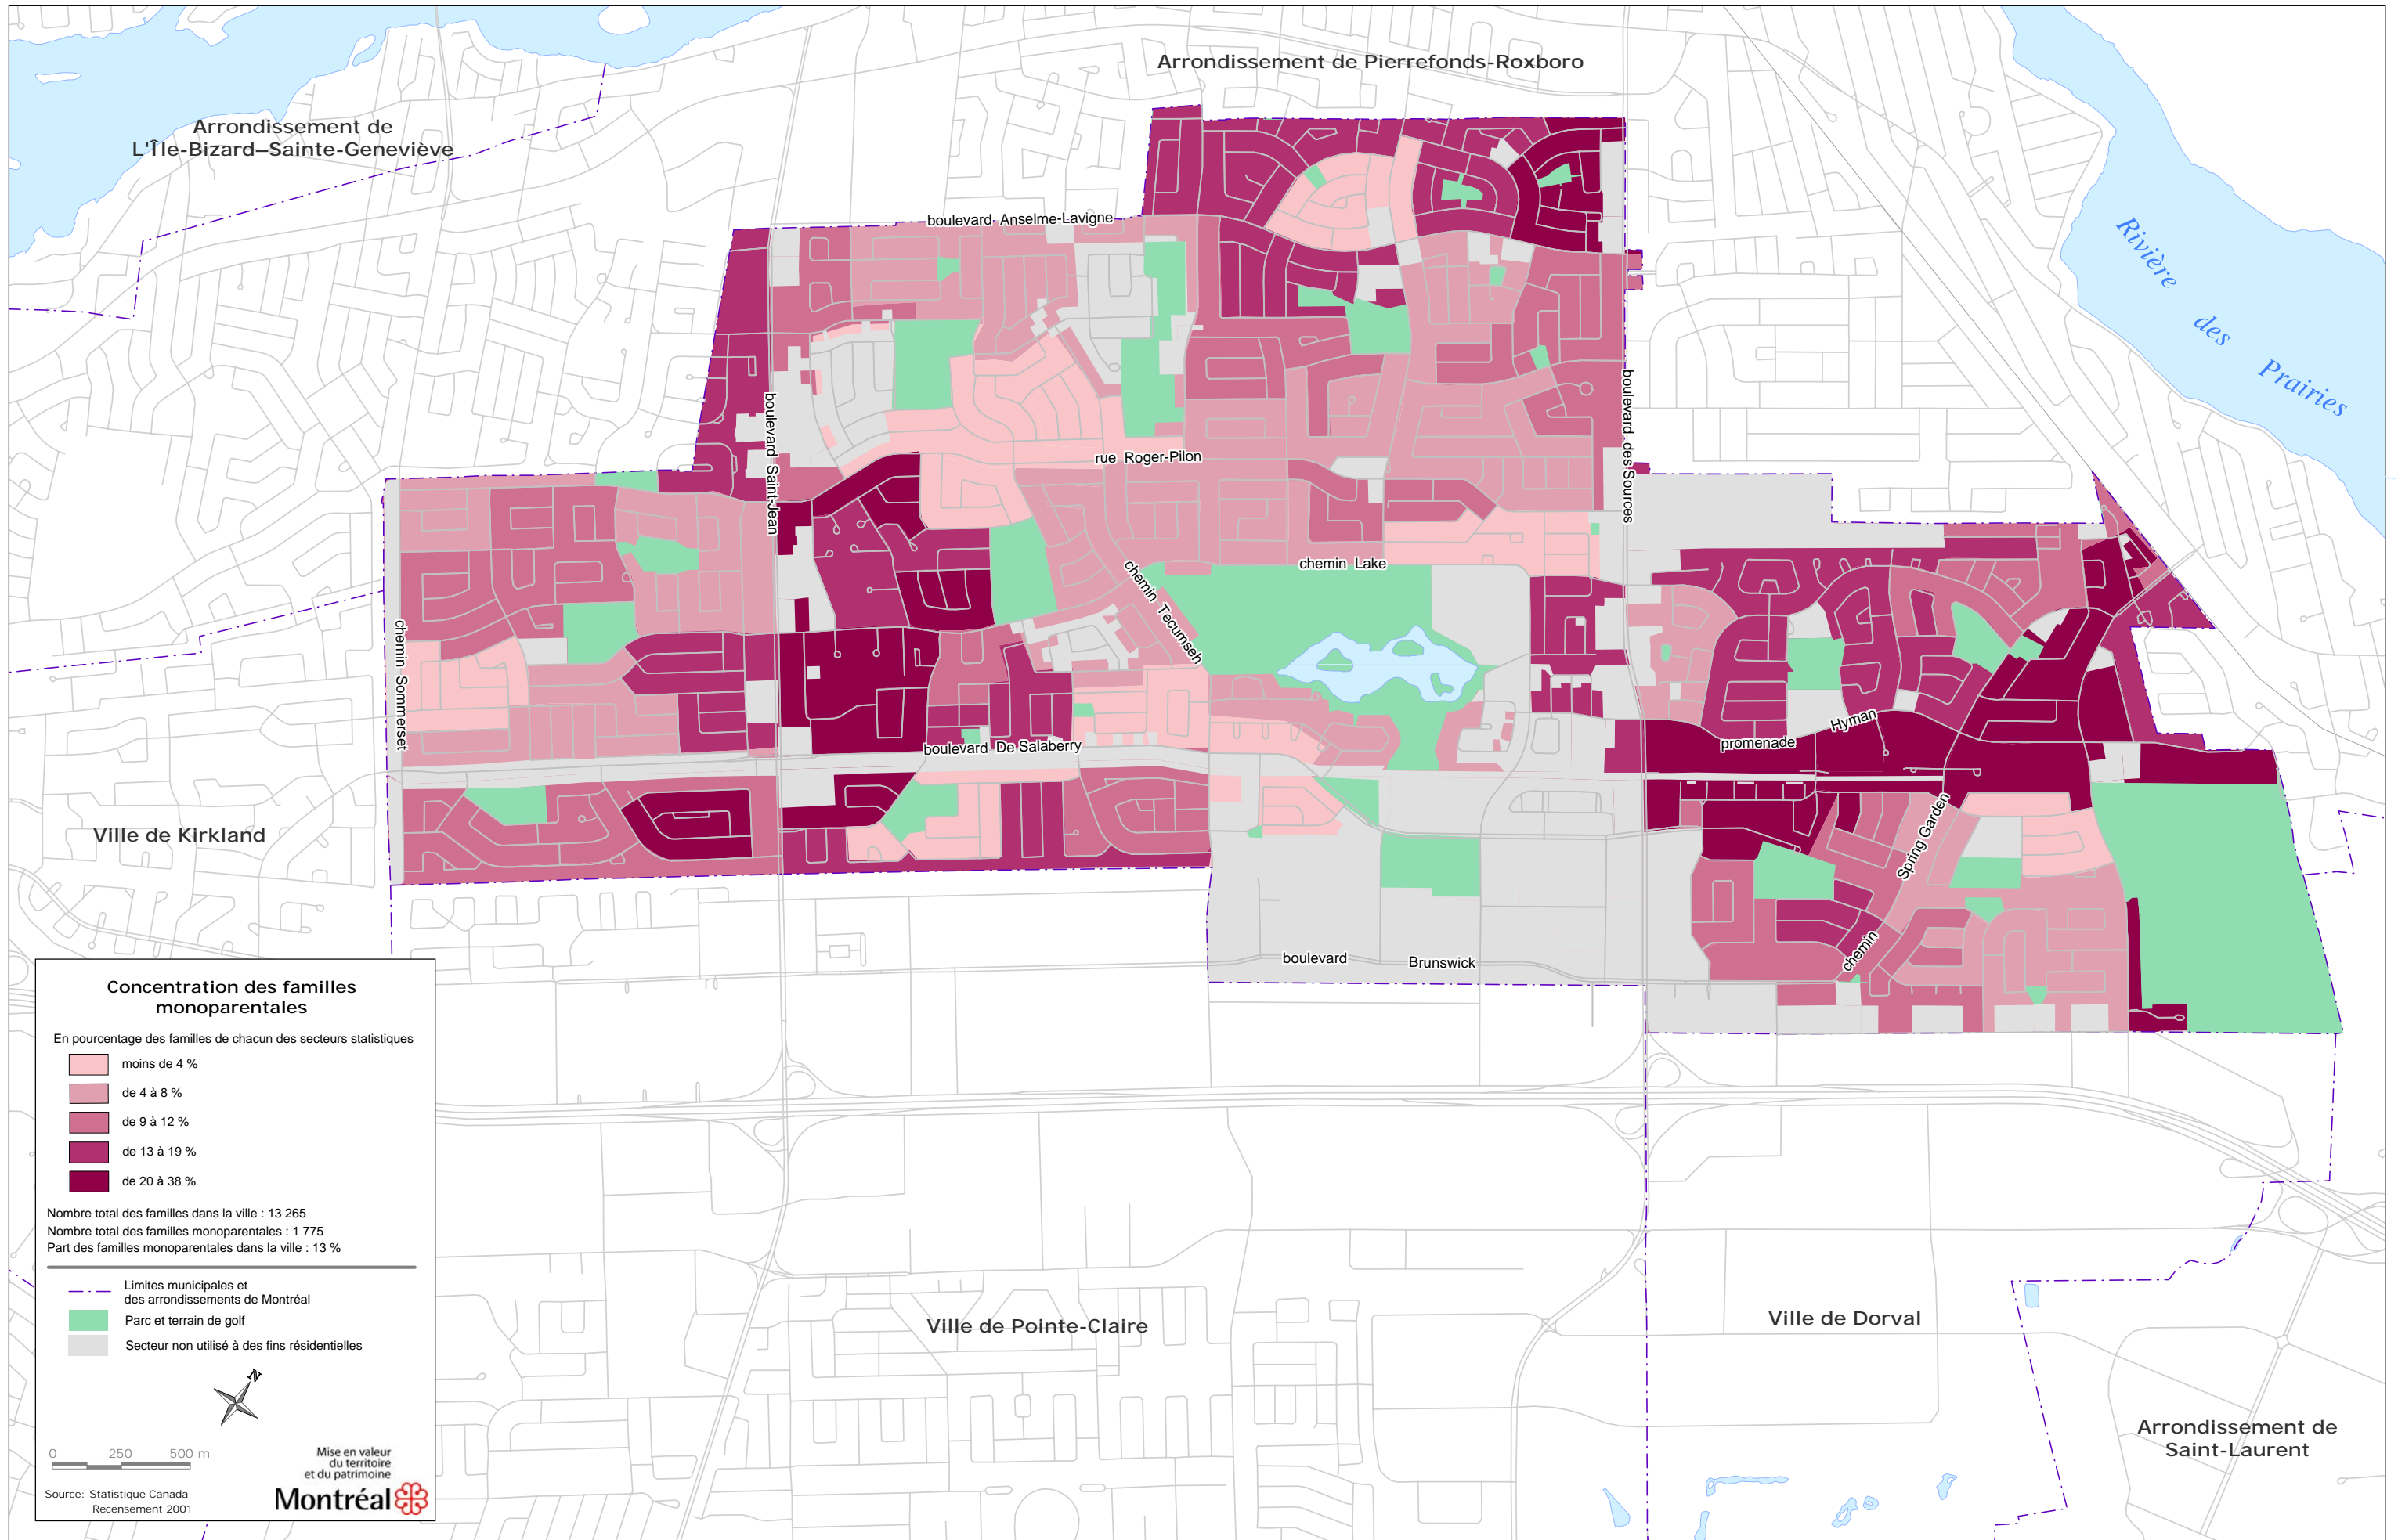 Arrondissement de Pierrefonds-Roxboro
Arrondissement de
L'Île-Bizard–Sainte-Geneviève
boulevard Anselme-Lavigne
Rivière
des
Prairies
boulevard Saint-Jean
boulevard des Sources
rue Roger-Pilon
chemin Lake
chemin Tecumseh
chemin Sommerset
boulevard De Salaberry
promenade Hyman
Ville de Kirkland
chemin Spring Garden
boulevard Brunswick
Concentration des familles
monoparentales
En pourcentage des familles de chacun des secteurs statistiques
moins de 4 %
de 4 à 8 %
de 9 à 12 %
de 13 à 19 %
de 20 à 38 %
Nombre total des familles dans la ville : 13 265
Nombre total des familles monoparentales : 1 775
Part des familles monoparentales dans la ville : 13 %
Limites municipales et
des arrondissements de Montréal
Parc et terrain de golf
Secteur non utilisé à des fins résidentielles
N
0 250 500 m
Mise en valeur
du territoire
et du patrimoine
Montréal
Source: Statistique Canada
Recensement 2001
Ville de Pointe-Claire
Ville de Dorval
Arrondissement de
Saint-Laurent